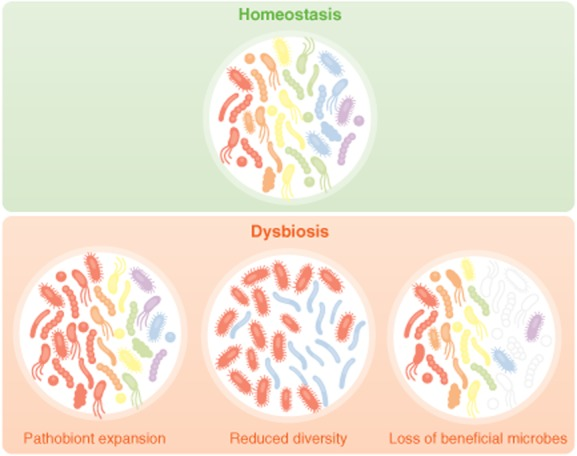 Homeostasis
Dysbiosis
Pathobiont expansion
Reduced diversity
Loss of beneficial microbes